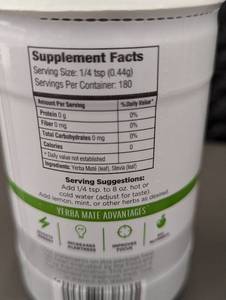 Supplement Facts
Serving Size: 1/4 tsp (0.44g)
Servings Per Container: 180
Amount Per Serving %Daily Value*
Protein 0 g 0%
Fiber 0 mg 0%
Total Carbohydrates 0 mg 0%
Calories 0
* Daily value not established
Ingredients: Yerba Maté (leaf), Stevia (leaf)
Serving Suggestions:
Add 1/4 tsp. to 8 oz. hot or
cold water (adjust for taste).
Add lemon, mint, or other herbs as desired.
YERBA MATÉ ADVANTAGES
INCREASES
IMPROVES
FOCUS